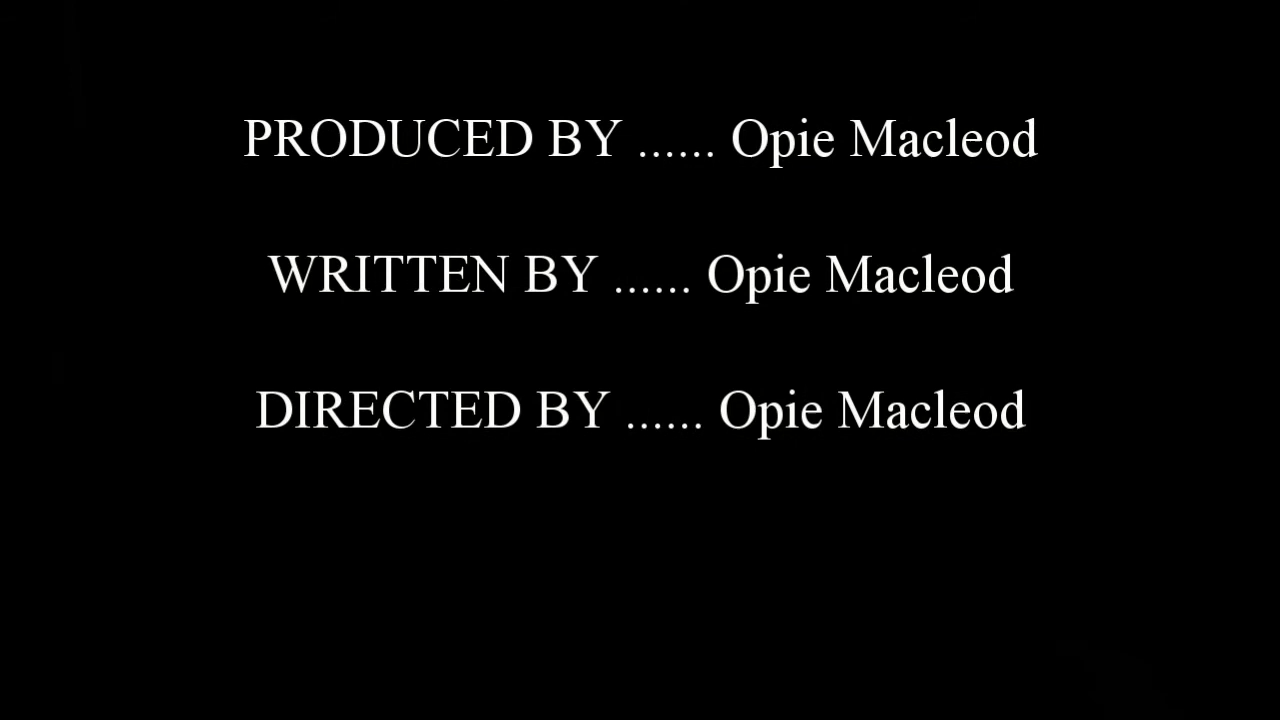 PRODUCED BY ...... Opie Macleod
WRITTEN BY ...... Opie Macleod
DIRECTED BY ...... Opie Macleod